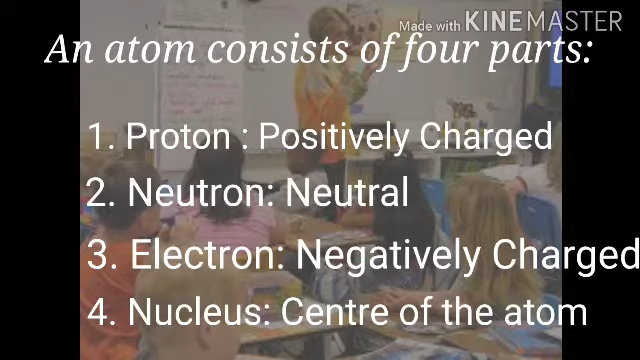 Made with KINEMASTER
An atom consists of four parts:
1. Proton : Positively Charged
2. Neutron: Neutral
3. Electron: Negatively Charged
4. Nucleus: Centre of the atom